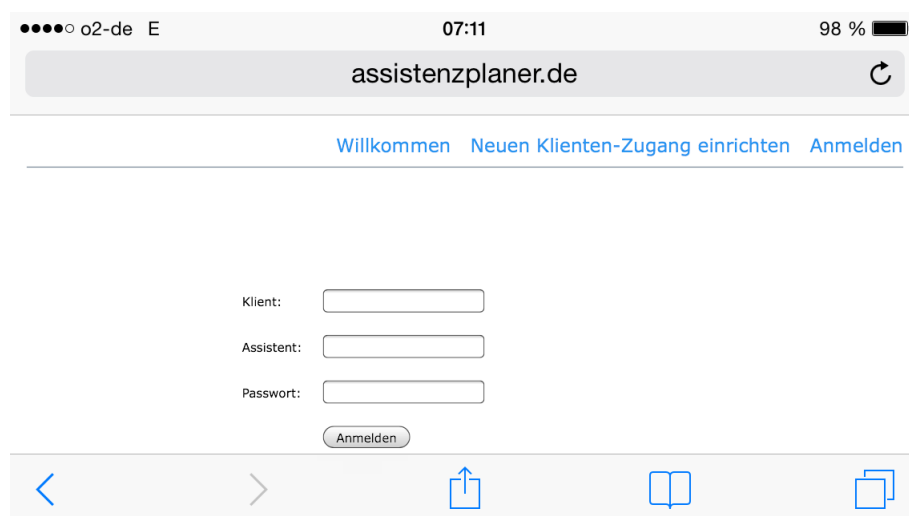 o2-de E 07:11 98 %
assistenzplaner.de
Willkommen Neuen Klienten-Zugang einrichten Anmelden
Klient:
Assistent:
Passwort:
Anmelden